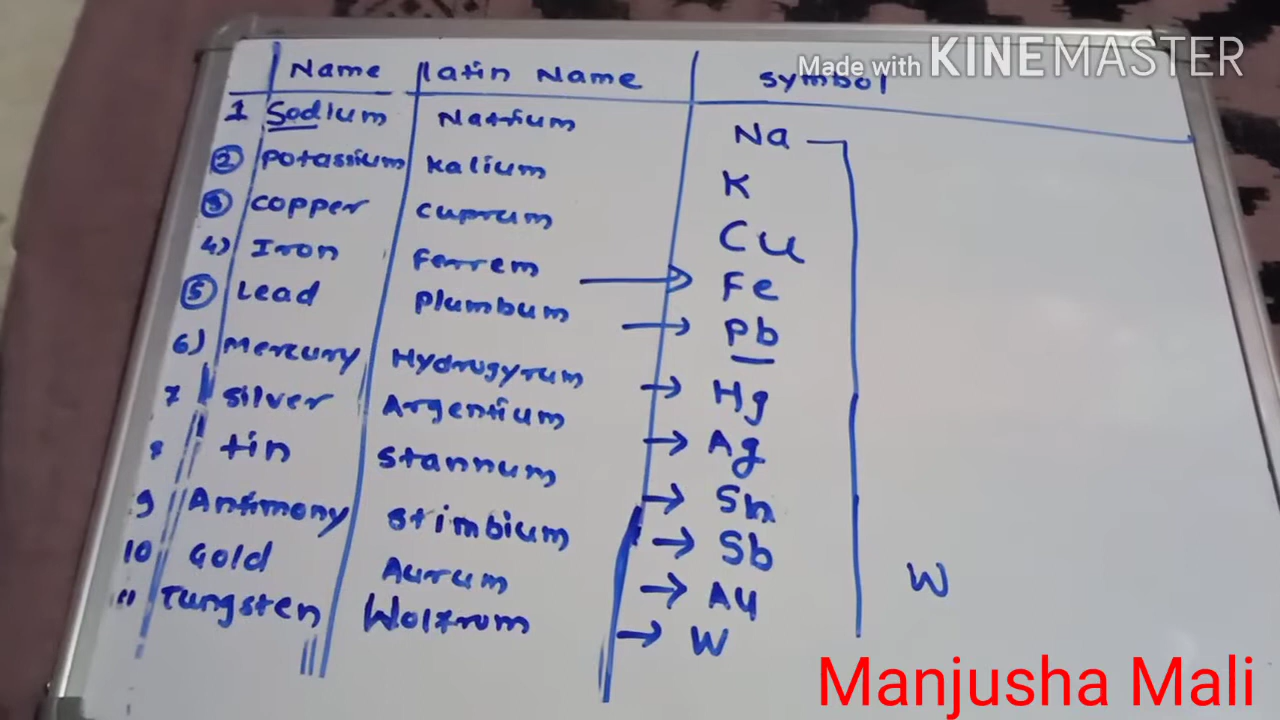 Made with KINEMASTER
Name Latin Name Symbol
1 Sodium Natrium Na
2 Potassium Kalium K
3 Copper Cuprum Cu
4) Iron Ferrem → Fe
5 Lead Plumbum → Pb
6) Mercury Hydrogyrum → Hg
7 Silver Argentium → Ag
8 tin Stannum → Sn
9 Antimony Stimbium → Sb
10 Gold Aurum → Au
11 Tungsten Wolfrum → W
W
Manjusha Mali